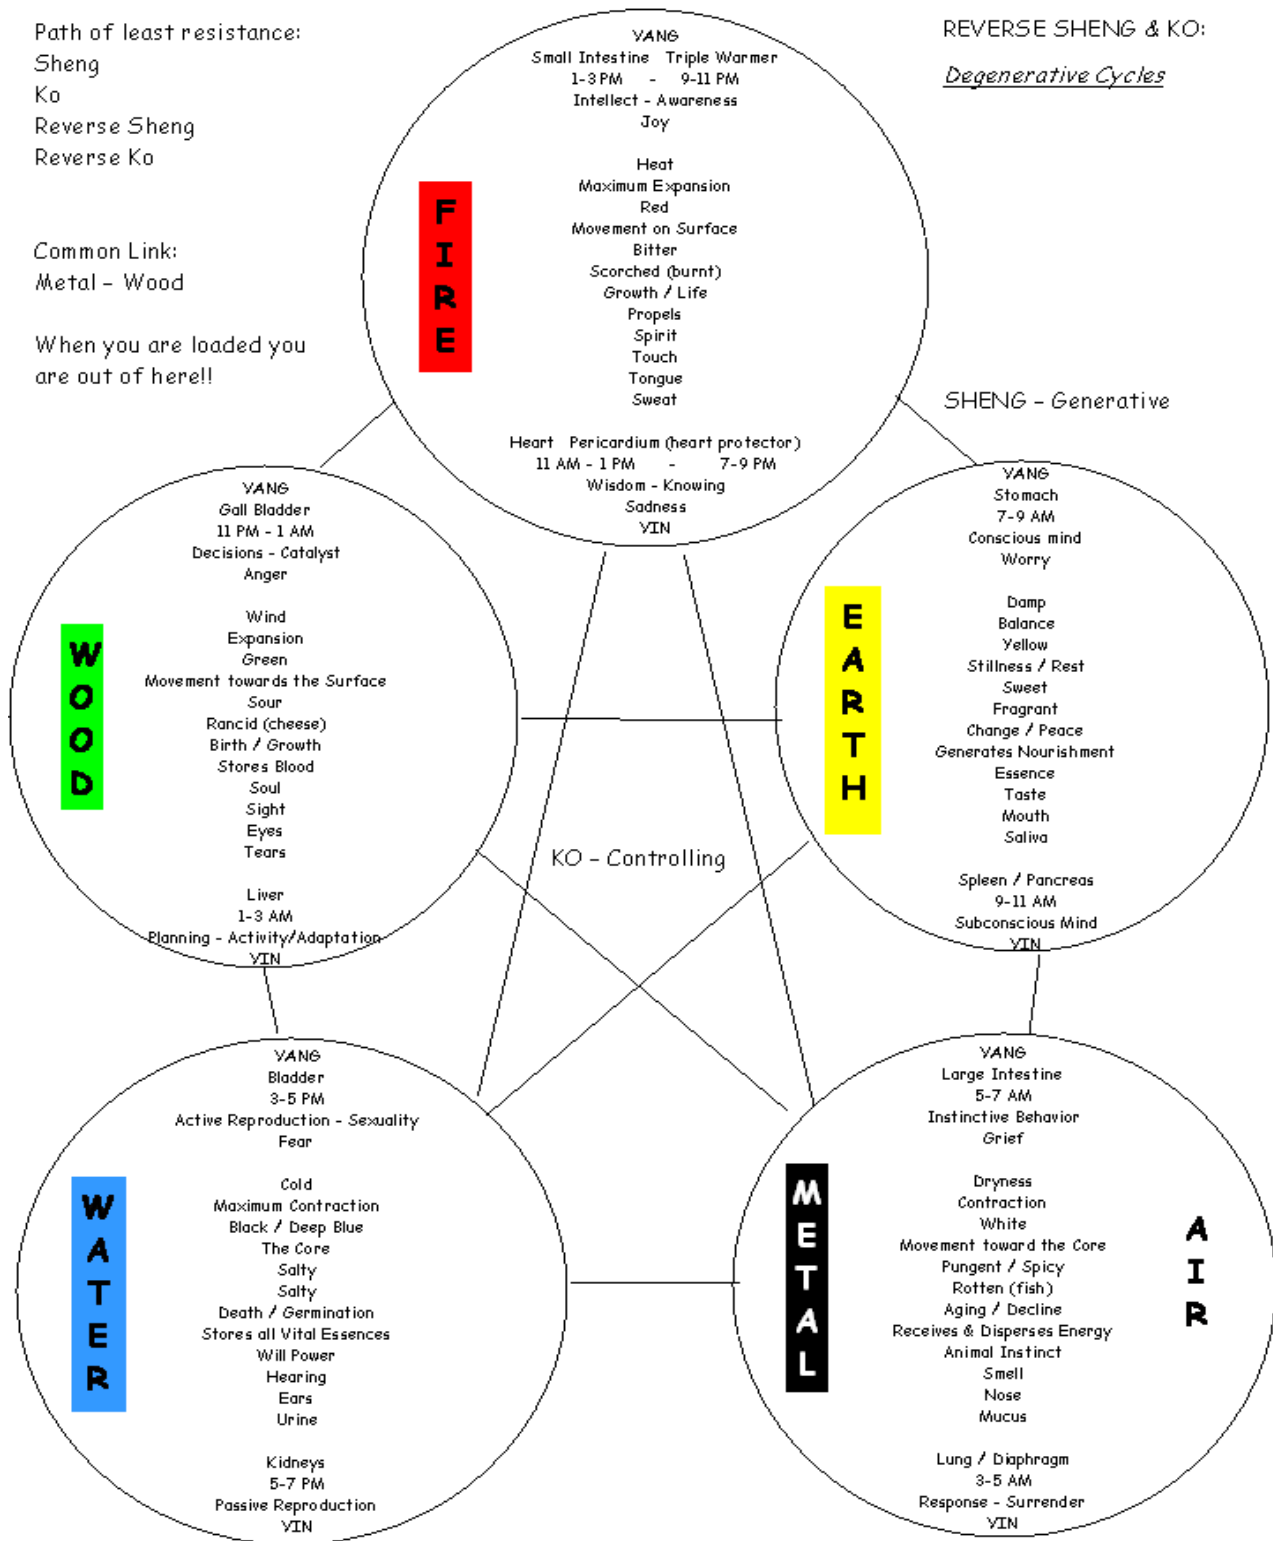 Path of least resistance:
Sheng
Ko
Reverse Sheng
Reverse Ko
Common Link:
Metal - Wood
When you are loaded you
are out of here!!
REVERSE SHENG & KO:
Degenerative Cycles
FIRE
YANG
Small Intestine Triple Warmer
1-3 PM - 9-11 PM
Intellect - Awareness
Joy
Heat
Maximum Expansion
Red
Movement on Surface
Bitter
Scorched (burnt)
Growth / Life
Propels
Spirit
Touch
Tongue
Sweat
Heart Pericardium (heart protector)
11 AM - 1 PM - 7-9 PM
Wisdom - Knowing
Sadness
YIN
SHENG - Generative
WOOD
YANG
Gall Bladder
11 PM - 1 AM
Decisions - Catalyst
Anger
Wind
Expansion
Green
Movement towards the Surface
Sour
Rancid (cheese)
Birth / Growth
Stores Blood
Soul
Sight
Eyes
Tears
Liver
1-3 AM
Planning - Activity/Adaptation
YIN
EARTH
YANG
Stomach
7-9 AM
Conscious mind
Worry
Damp
Balance
Yellow
Stillness / Rest
Sweet
Fragrant
Change / Peace
Generates Nourishment
Essence
Taste
Mouth
Saliva
Spleen / Pancreas
9-11 AM
Subconscious Mind
YIN
KO - Controlling
WATER
YANG
Bladder
3-5 PM
Active Reproduction - Sexuality
Fear
Cold
Maximum Contraction
Black / Deep Blue
The Core
Salty
Salty
Death / Germination
Stores all Vital Essences
Will Power
Hearing
Ears
Urine
Kidneys
5-7 PM
Passive Reproduction
YIN
METAL
YANG
Large Intestine
5-7 AM
Instinctive Behavior
Grief
Dryness
Contraction
White
Movement toward the Core
Pungent / Spicy
Rotten (fish)
Aging / Decline
Receives & Disperses Energy
Animal Instinct
Smell
Nose
Mucus
Lung / Diaphragm
3-5 AM
Response - Surrender
YIN
AIR